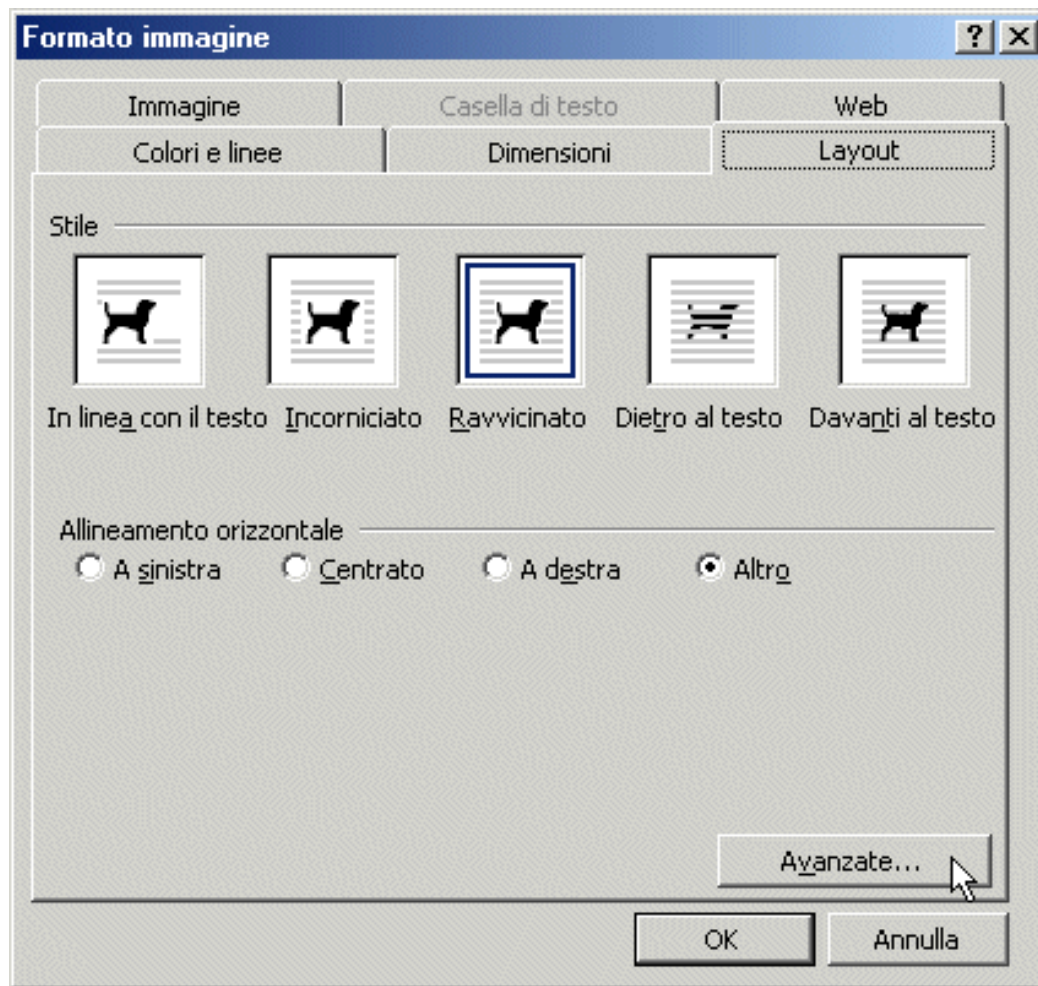 Formato immagine
Immagine Casella di testo Web
Colori e linee Dimensioni Layout
Stile
In linea con il testo Incorniciato Ravvicinato Dietro al testo Davanti al testo
Allineamento orizzontale
A sinistra Centrato A destra Altro
Avanzate...
OK Annulla